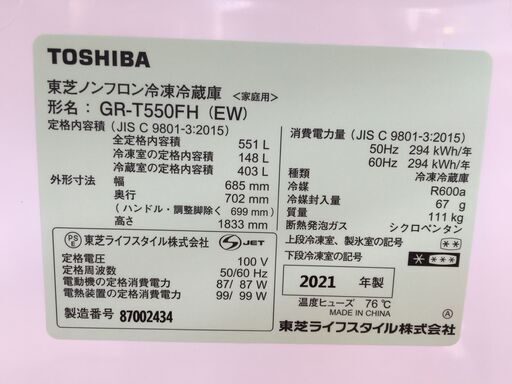 TOSHIBA
東芝ノンフロン冷凍冷蔵庫 <家庭用>
形名： GR-T550FH (EW)
定格内容積 (JIS C 9801-3:2015)
全定格内容積 551 L
冷凍室の定格内容積 148 L
冷蔵室の定格内容積 403 L
外形寸法 幅 685 mm
奥行 702 mm
(ハンドル・調整脚除く 699 mm)
高さ 1833 mm
PSE 東芝ライフスタイル株式会社 S JET
定格電圧 100 V
定格周波数 50/60 Hz
電動機の定格消費電力 87/ 87 W
電熱装置の定格消費電力 99/ 99 W
製造番号 87002434
消費電力量 (JIS C 9801-3:2015)
50Hz 294 kWh/年
60Hz 294 kWh/年
種類 冷凍冷蔵庫
冷媒 R600a
冷媒封入量 67 g
質量 111 kg
断熱発泡ガス シクロペンタン
上段冷凍室、製氷室の記号 **
下段冷凍室の記号 ****
2021 年製
温度ヒューズ 76℃
MADE IN CHINA
東芝ライフスタイル株式会社 Ⓐ